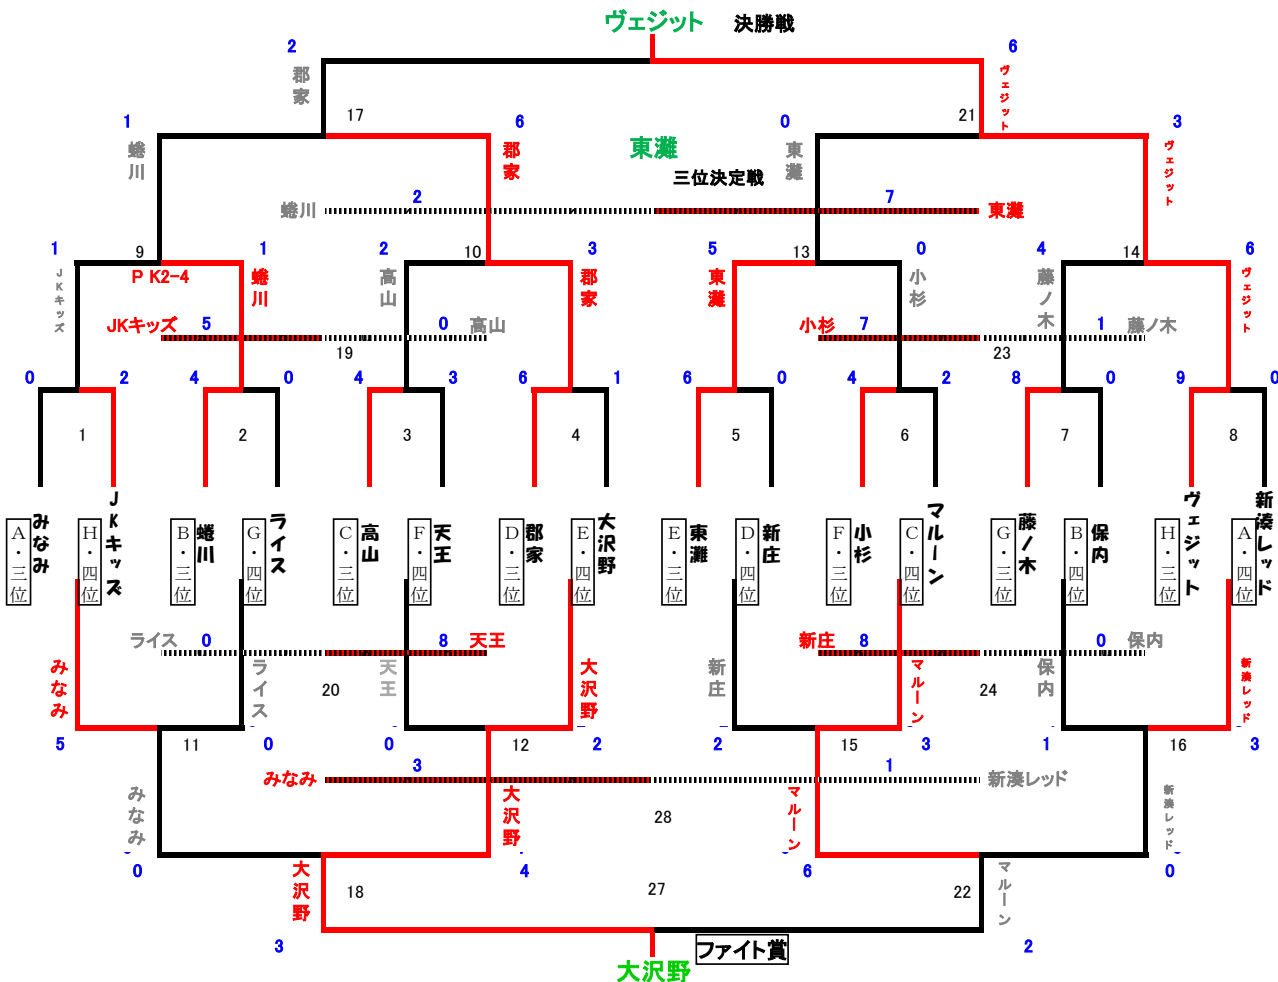 ヴェジット 決勝戦
2 6
郡家 ヴェジット
17 21
1 6 0 3
蜷川 郡家 東灘 東灘 ヴェジット
三位決定戦
蜷川 2 7 東灘
1 9 1 2 10 3 5 13 0 4 14 6
JKキッズ P K2-4 蜷川 高山 郡家 東灘 小杉 藤ノ木 ヴェジット
JKキッズ 5 0 高山 小杉 7 1 藤ノ木
19 23
0 2 4 0 4 3 6 1 6 0 4 2 8 0 9 0
1 2 3 4 5 6 7 8
A・三位 みなみ
H・四位 JKキッズ
B・三位 蜷川
G・四位 ライス
C・三位 高山
F・四位 天王
D・三位 郡家
E・四位 大沢野
E・三位 東灘
D・四位 新庄
F・三位 小杉
C・四位 マルーン
G・三位 藤ノ木
B・四位 保内
H・三位 ヴェジット
A・四位 新湊レッド
ライス 0 8 天王 新庄 8 0 保内
みなみ ライス 20 天王 大沢野 新庄 マルーン 保内 24 新湊レッド
5 11 0 0 12 2 2 15 3 1 16 3
みなみ 3 1 新湊レッド
みなみ 大沢野 マルーン 新湊レッド
28
0 4 6 0
大沢野 18 27 22 マルーン
3 ファイト賞 2
大沢野